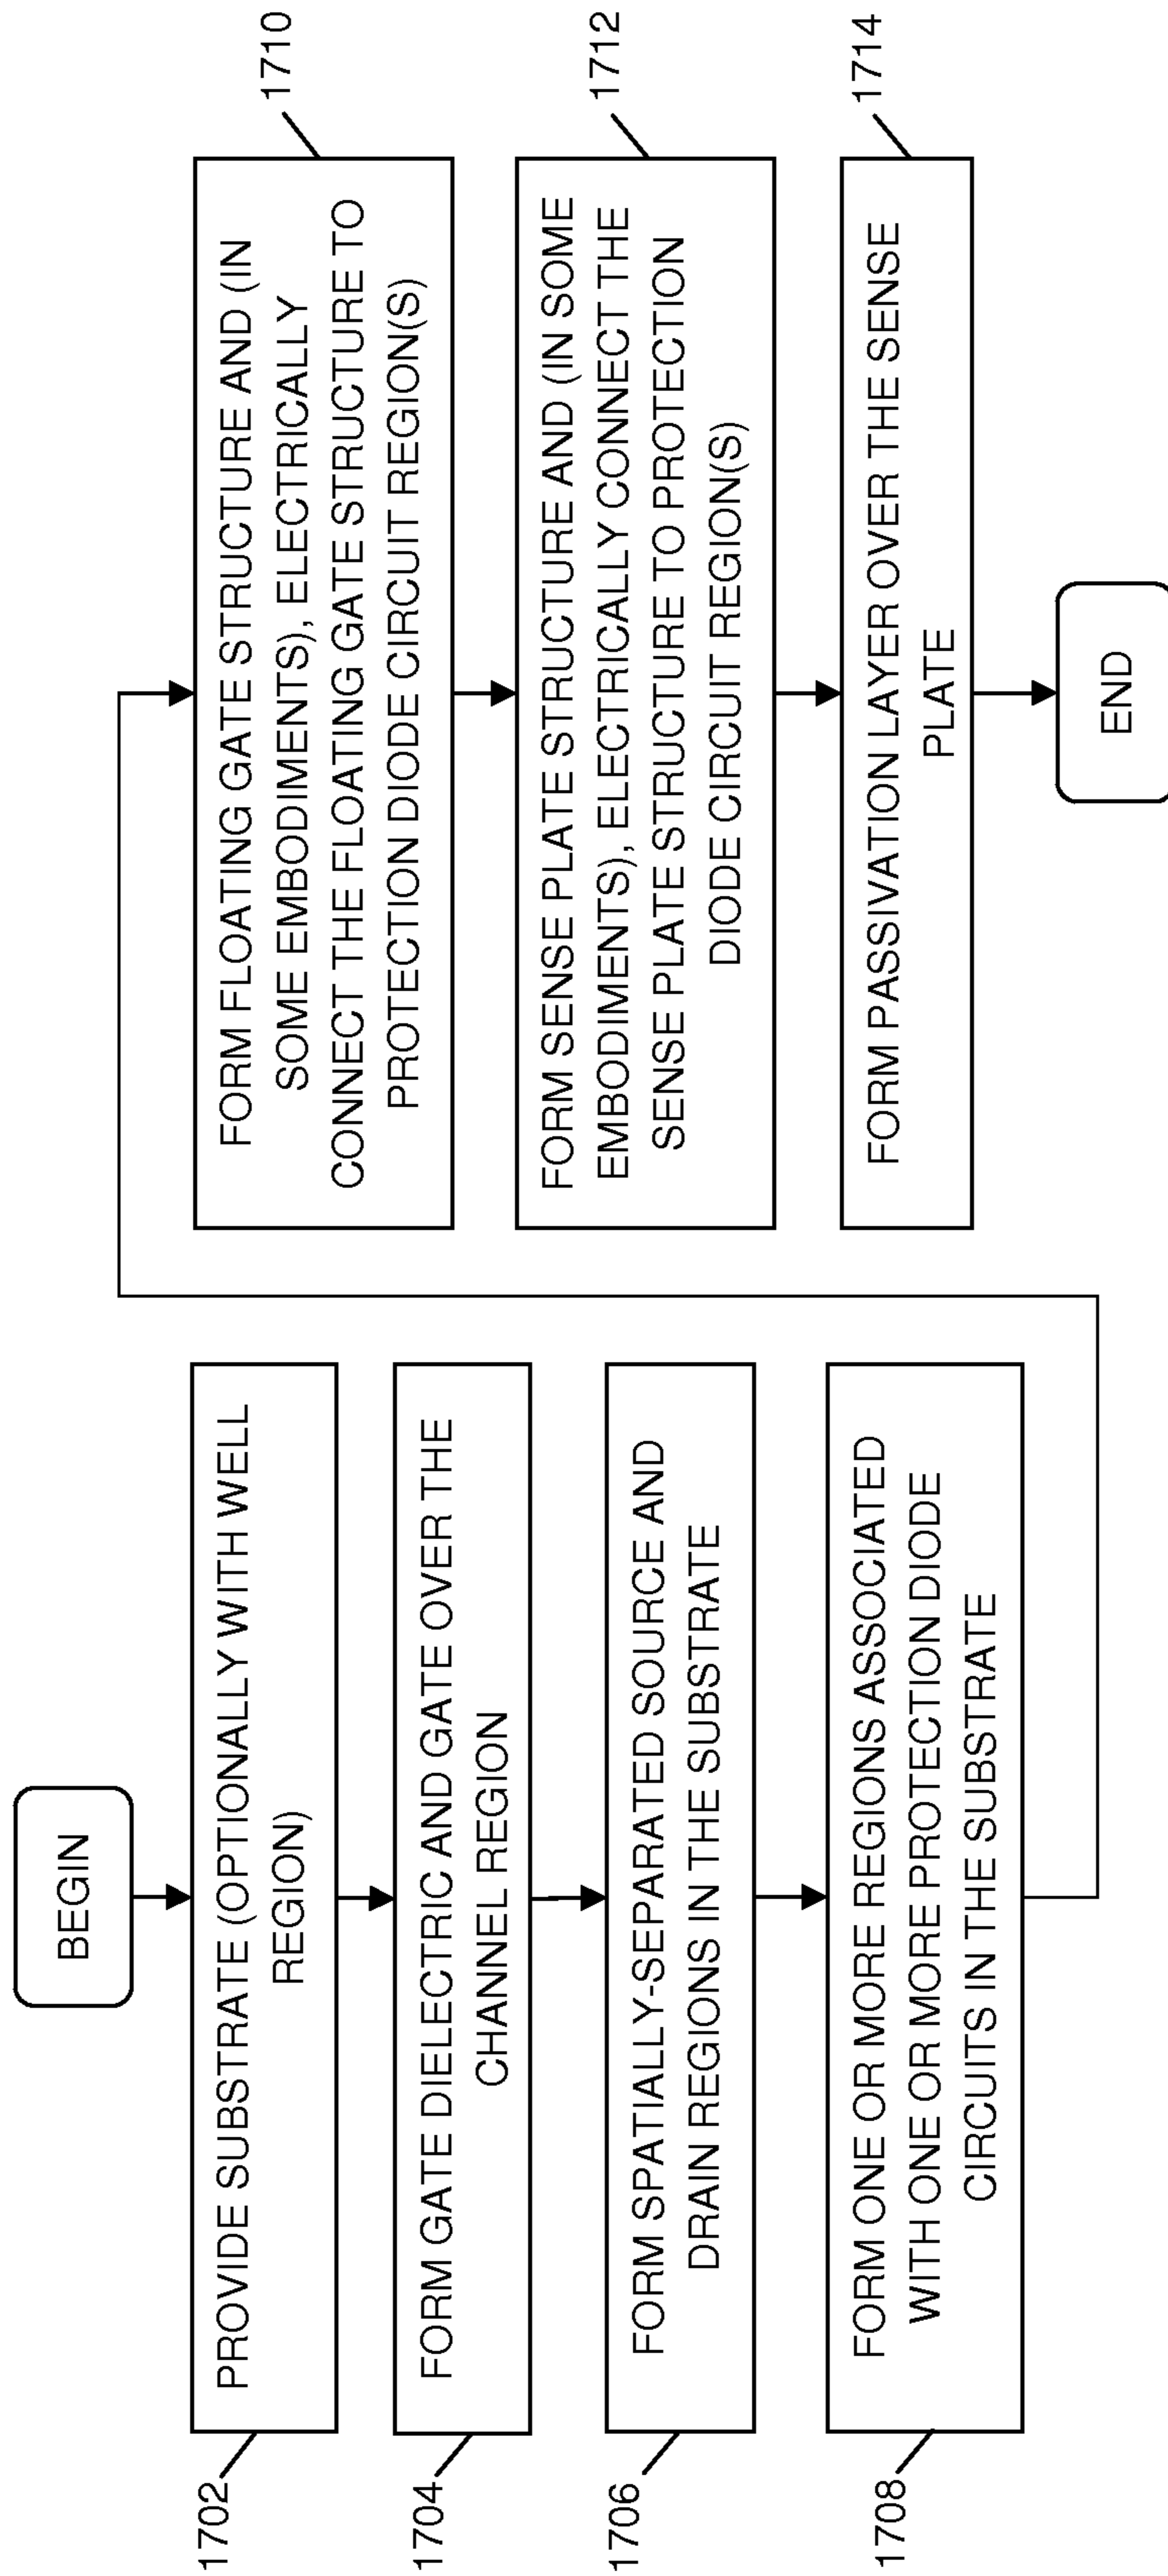 BEGIN
1702
PROVIDE SUBSTRATE (OPTIONALLY WITH WELL
REGION)
1704
FORM GATE DIELECTRIC AND GATE OVER THE
CHANNEL REGION
1706
FORM SPATIALLY-SEPARATED SOURCE AND
DRAIN REGIONS IN THE SUBSTRATE
1708
FORM ONE OR MORE REGIONS ASSOCIATED
WITH ONE OR MORE PROTECTION DIODE
CIRCUITS IN THE SUBSTRATE
1710
FORM FLOATING GATE STRUCTURE AND (IN
SOME EMBODIMENTS), ELECTRICALLY
CONNECT THE FLOATING GATE STRUCTURE TO
PROTECTION DIODE CIRCUIT REGION(S)
1712
FORM SENSE PLATE STRUCTURE AND (IN SOME
EMBODIMENTS), ELECTRICALLY CONNECT THE
SENSE PLATE STRUCTURE TO PROTECTION
DIODE CIRCUIT REGION(S)
1714
FORM PASSIVATION LAYER OVER THE SENSE
PLATE
END